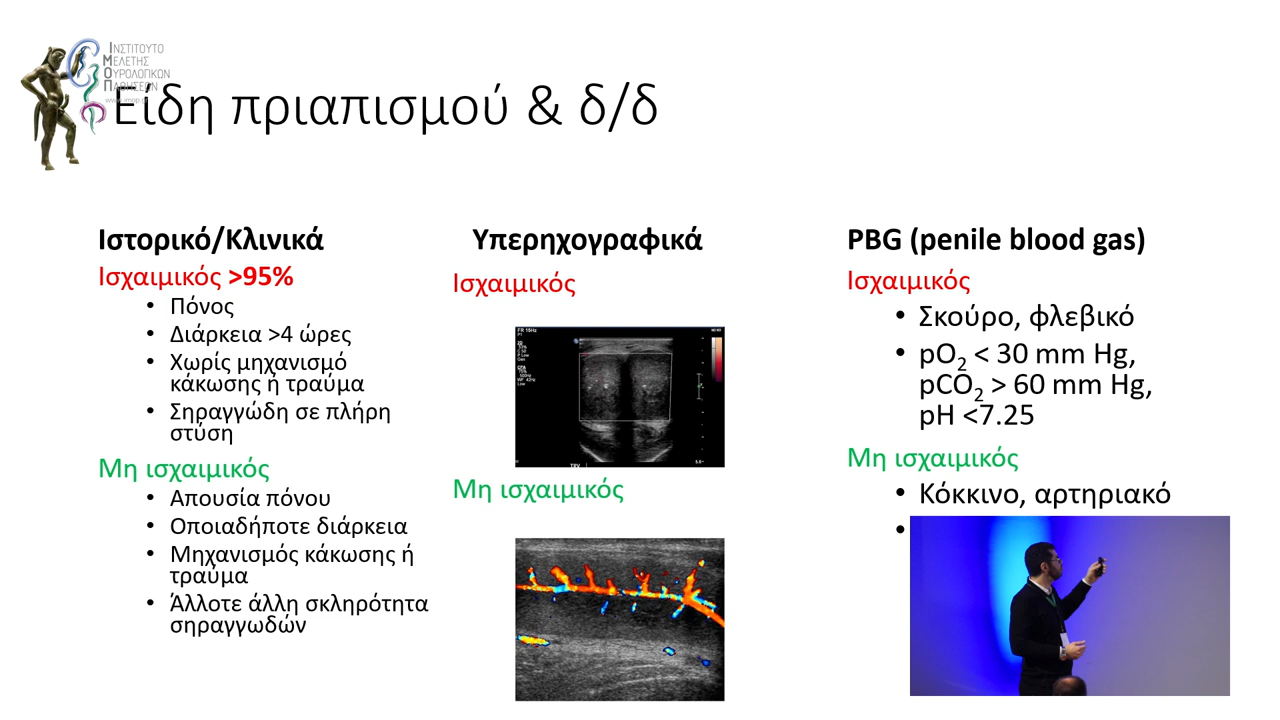 ΙΝΣΤΙΤΟΥΤΟ
ΜΕΛΕΤΗΣ
ΟΥΡΟΛΟΓΙΚΩΝ
ΠΑΘΗΣΕΩΝ
Είδη πριαπισμού & δ/δ
Ιστορικό/Κλινικά
Ισχαιμικός >95%
• Πόνος
• Διάρκεια >4 ώρες
• Χωρίς μηχανισμό
κάκωσης ή τραύμα
• Σηραγγώδη σε πλήρη
στύση
Μη ισχαιμικός
• Απουσία πόνου
• Οποιαδήποτε διάρκεια
• Μηχανισμός κάκωσης ή
τραύμα
• Άλλοτε άλλη σκληρότητα
σηραγγωδών
Υπερηχογραφικά
Ισχαιμικός
FR 15Hz
Μη ισχαιμικός
PBG (penile blood gas)
Ισχαιμικός
• Σκούρο, φλεβικό
• pO2 < 30 mm Hg,
pCO2 > 60 mm Hg,
pH <7.25
Μη ισχαιμικός
• Κόκκινο, αρτηριακό
•